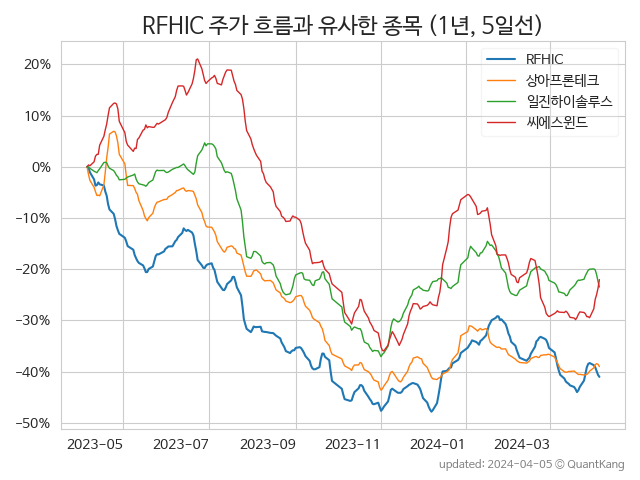 RFHIC 주가 흐름과 유사한 종목 (1년, 5일선)
RFHIC
상아프론테크
일진하이솔루스
씨에스윈드
20%
10%
0%
−10%
−20%
−30%
−40%
−50%
2023-05
2023-07
2023-09
2023-11
2024-01
2024-03
updated: 2024-04-05 © QuantKang